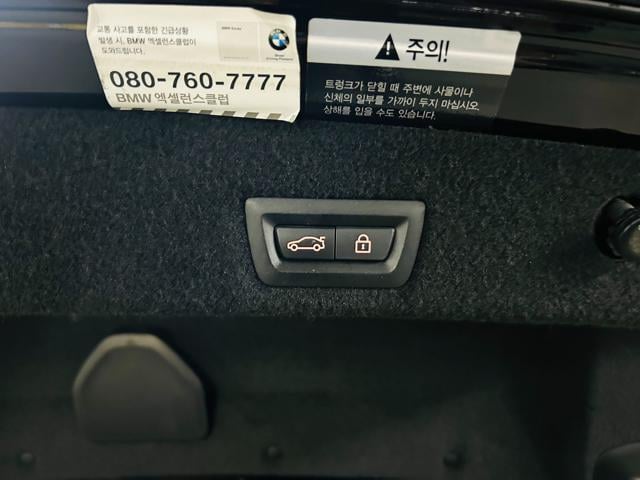 교통 사고를 포함한 긴급상황
발생 시, BMW 엑설런스클럽이
도와드립니다.
080-760-7777
BMW 엑설런스클럽
주의!
트렁크가 닫힐 때 주변에 사물이나
신체의 일부를 가까이 두지 마십시오.
상해를 입을 수도 있습니다.